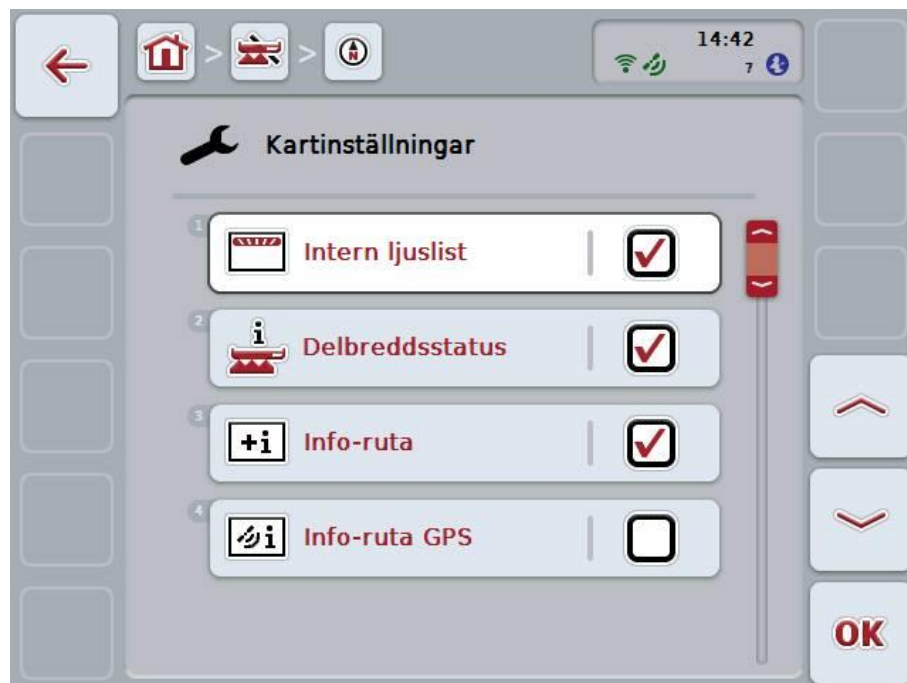 14:42
7
Kartinställningar
1
Intern ljuslist
2
i
Delbreddsstatus
3
+i
Info-ruta
4
i
Info-ruta GPS
OK